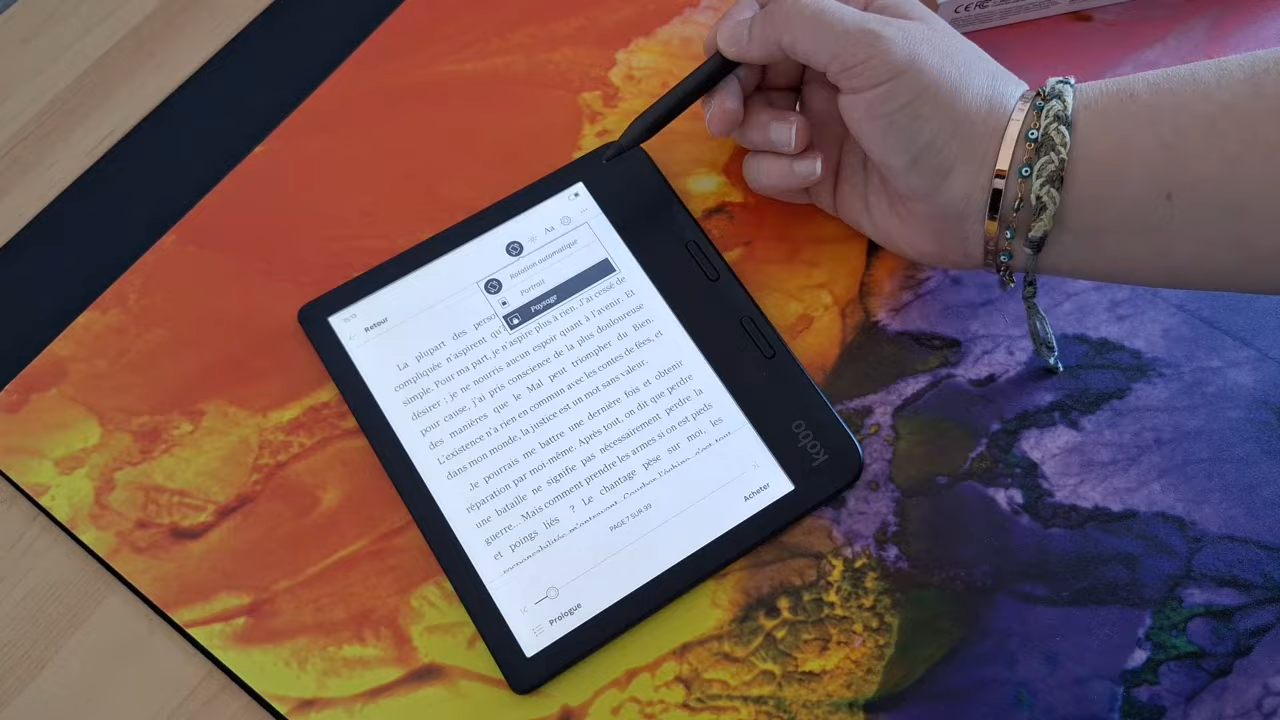 CE FC
Retour
Aa
Rotation automatique
Portrait
Paysage
La plupart des perso
compliquée n'aspirent qu'
simple. Pour ma part, je n'aspire plus à rien. J'ai cessé de
désirer ; je ne nourris aucun espoir quant à l'avenir. Et
pour cause, j'ai pris conscience de la plus douloureuse
des manières que le Mal peut triompher du Bien.
L'existence n'a rien en commun avec les contes de fées, et
dans mon monde, la justice est un mot sans valeur.
Je pourrais me battre une dernière fois et obtenir
réparation par moi-même. Après tout, on dit que perdre
une bataille ne signifie pas nécessairement perdre la
guerre... Mais comment prendre les armes si on est pieds
et poings liés ? Le chantage pèse sur moi, les
PAGE 7 SUR 99
Acheter
Prologue
kobo